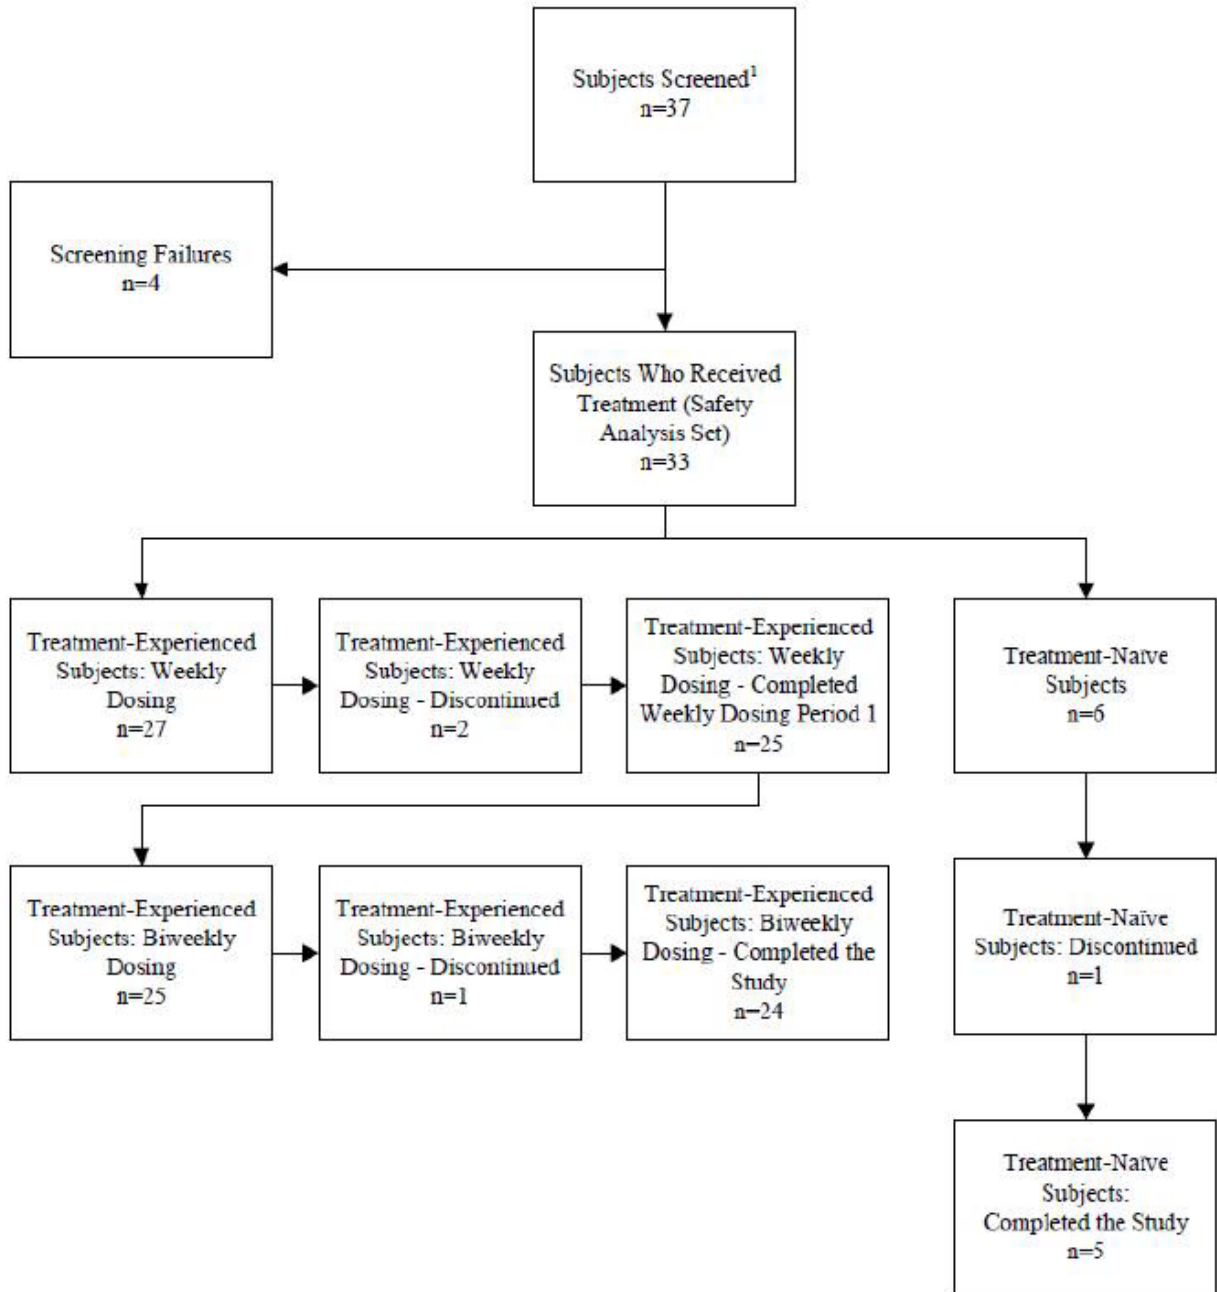 Subjects Screened¹
n=37
Screening Failures
n=4
Subjects Who Received
Treatment (Safety
Analysis Set)
n=33
Treatment-Experienced
Subjects: Weekly
Dosing
n=27
Treatment-Experienced
Subjects: Weekly
Dosing - Discontinued
n=2
Treatment-Experienced
Subjects: Weekly
Dosing - Completed
Weekly Dosing Period 1
n=25
Treatment-Naïve
Subjects
n=6
Treatment-Experienced
Subjects: Biweekly
Dosing
n=25
Treatment-Experienced
Subjects: Biweekly
Dosing - Discontinued
n=1
Treatment-Experienced
Subjects: Biweekly
Dosing - Completed the
Study
n=24
Treatment-Naïve
Subjects: Discontinued
n=1
Treatment-Naïve
Subjects:
Completed the Study
n=5